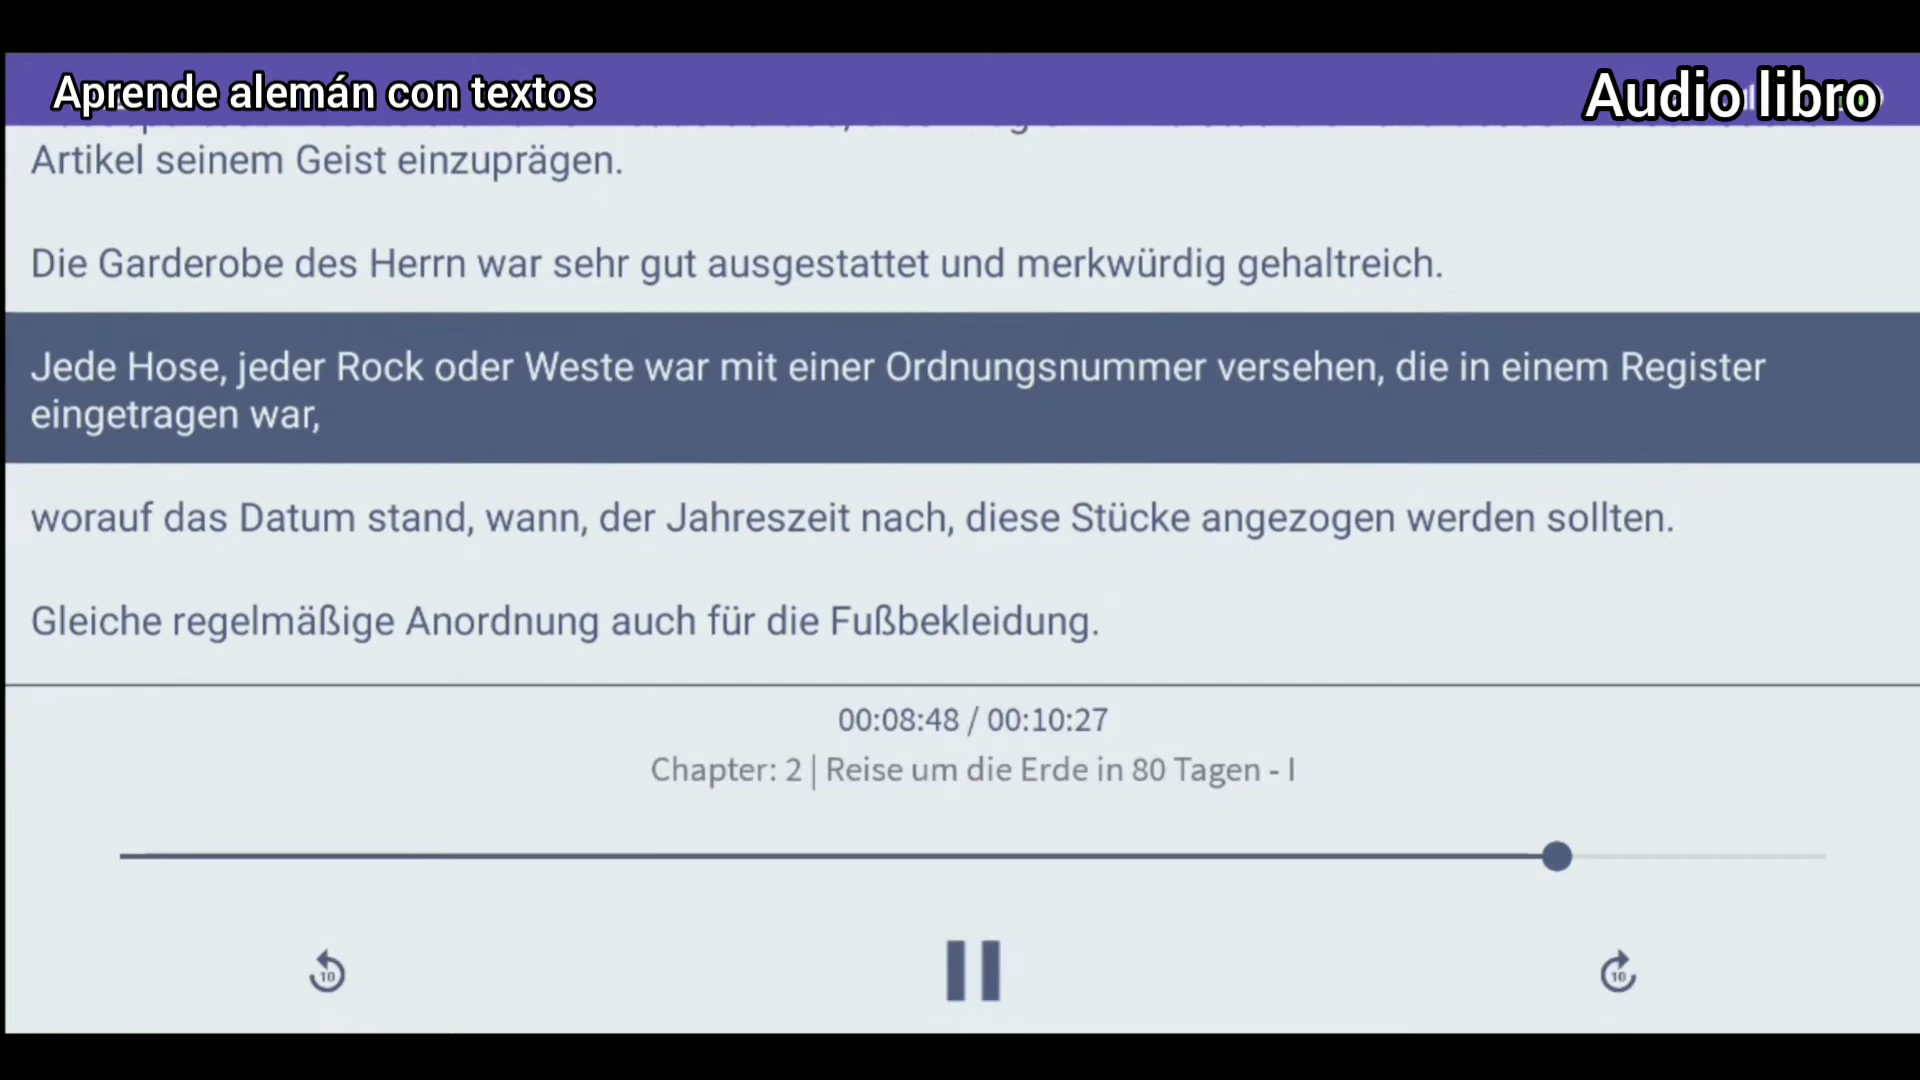 Aprende alemán con textos
Audio libro
Artikel seinem Geist einzuprägen.
Die Garderobe des Herrn war sehr gut ausgestattet und merkwürdig gehaltreich.
Jede Hose, jeder Rock oder Weste war mit einer Ordnungsnummer versehen, die in einem Register
eingetragen war,
worauf das Datum stand, wann, der Jahreszeit nach, diese Stücke angezogen werden sollten.
Gleiche regelmäßige Anordnung auch für die Fußbekleidung.
00:08:48 / 00:10:27
Chapter: 2 | Reise um die Erde in 80 Tagen - I
10
10